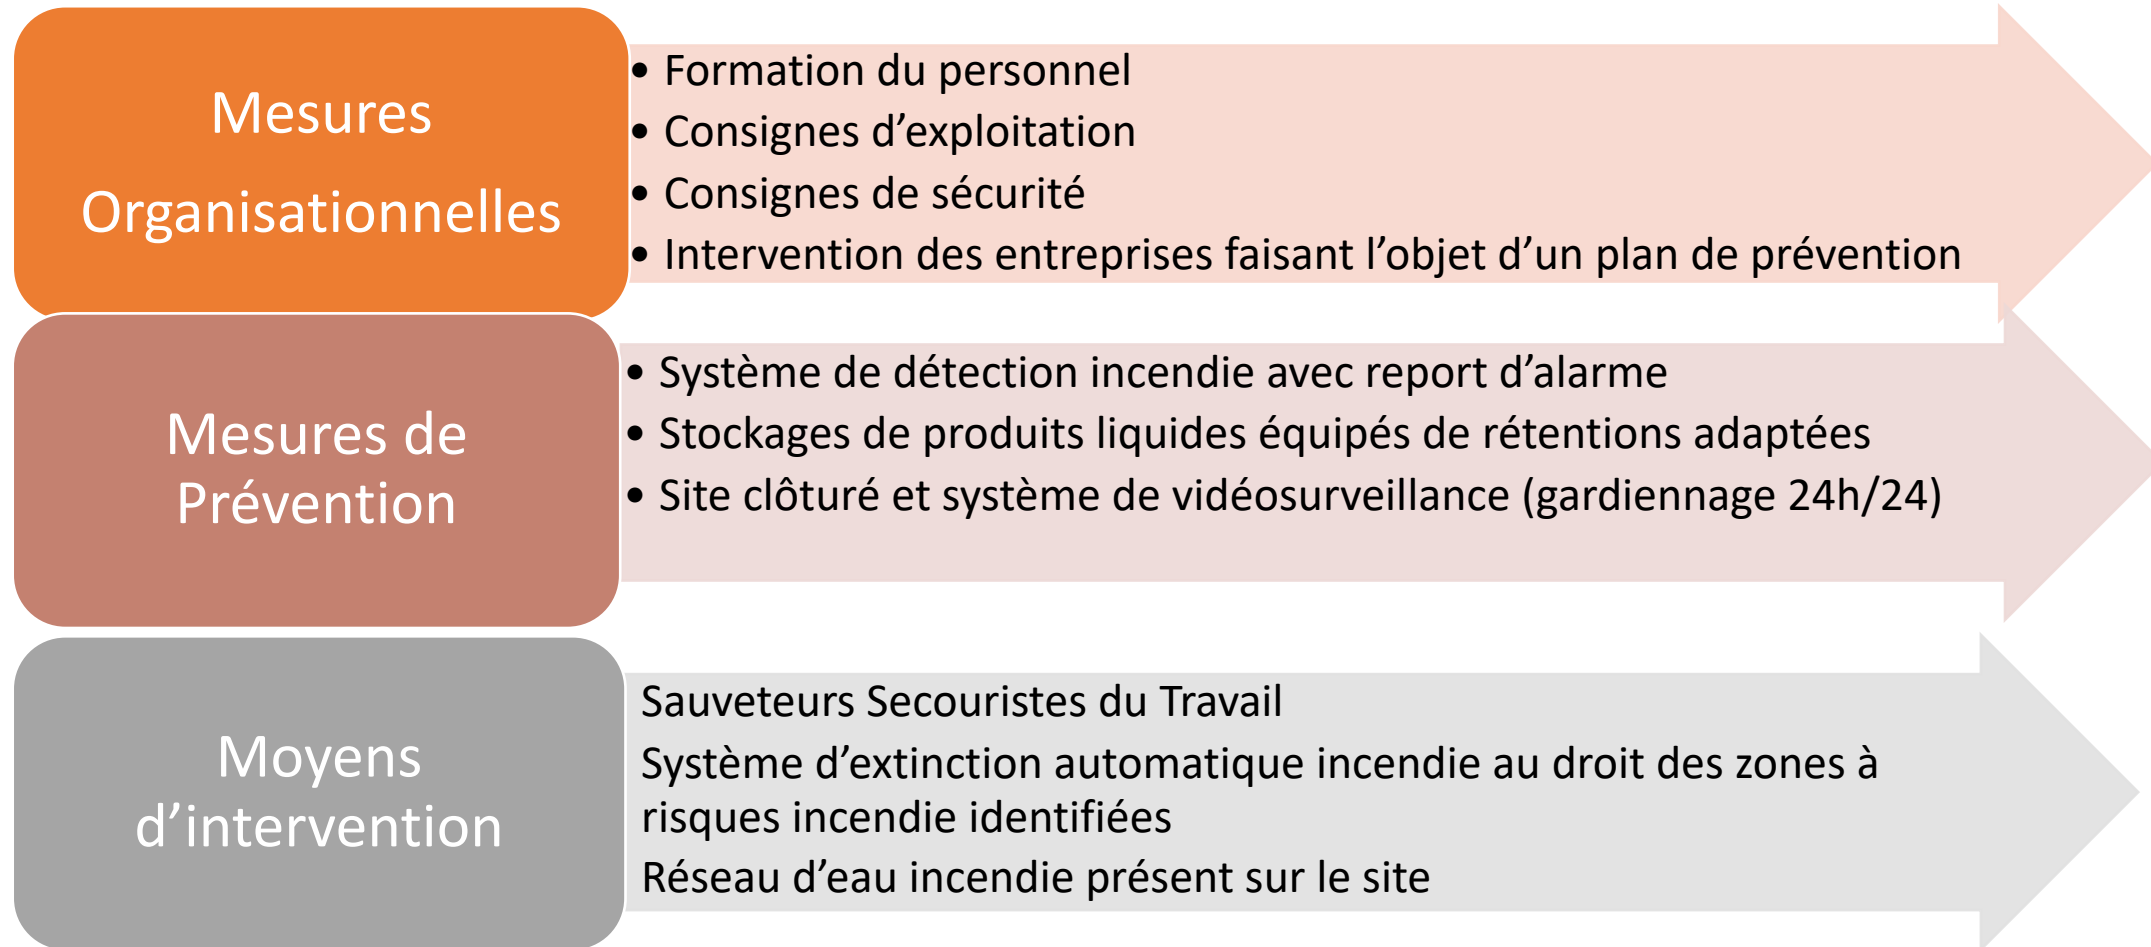 Mesures
Organisationnelles
• Formation du personnel
• Consignes d’exploitation
• Consignes de sécurité
• Intervention des entreprises faisant l’objet d’un plan de prévention
Mesures de
Prévention
• Système de détection incendie avec report d’alarme
• Stockages de produits liquides équipés de rétentions adaptées
• Site clôturé et système de vidéosurveillance (gardiennage 24h/24)
Moyens
d’intervention
Sauveteurs Secouristes du Travail
Système d’extinction automatique incendie au droit des zones à
risques incendie identifiées
Réseau d’eau incendie présent sur le site